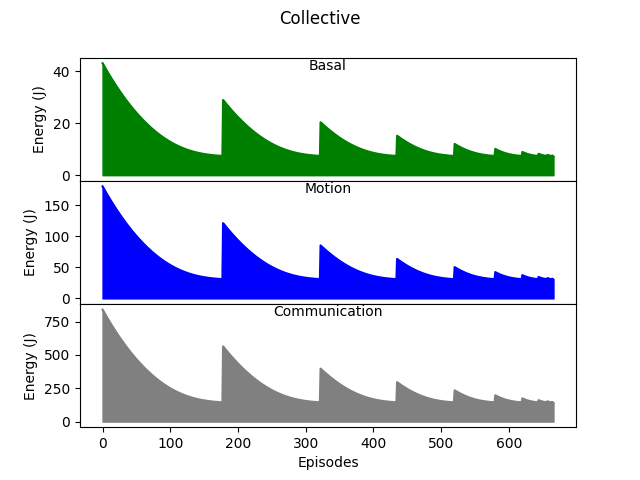 Collective
Basal
Energy (J)
40
20
0
Motion
Energy (J)
150
100
50
0
Communication
Energy (J)
750
500
250
0
0 100 200 300 400 500 600
Episodes